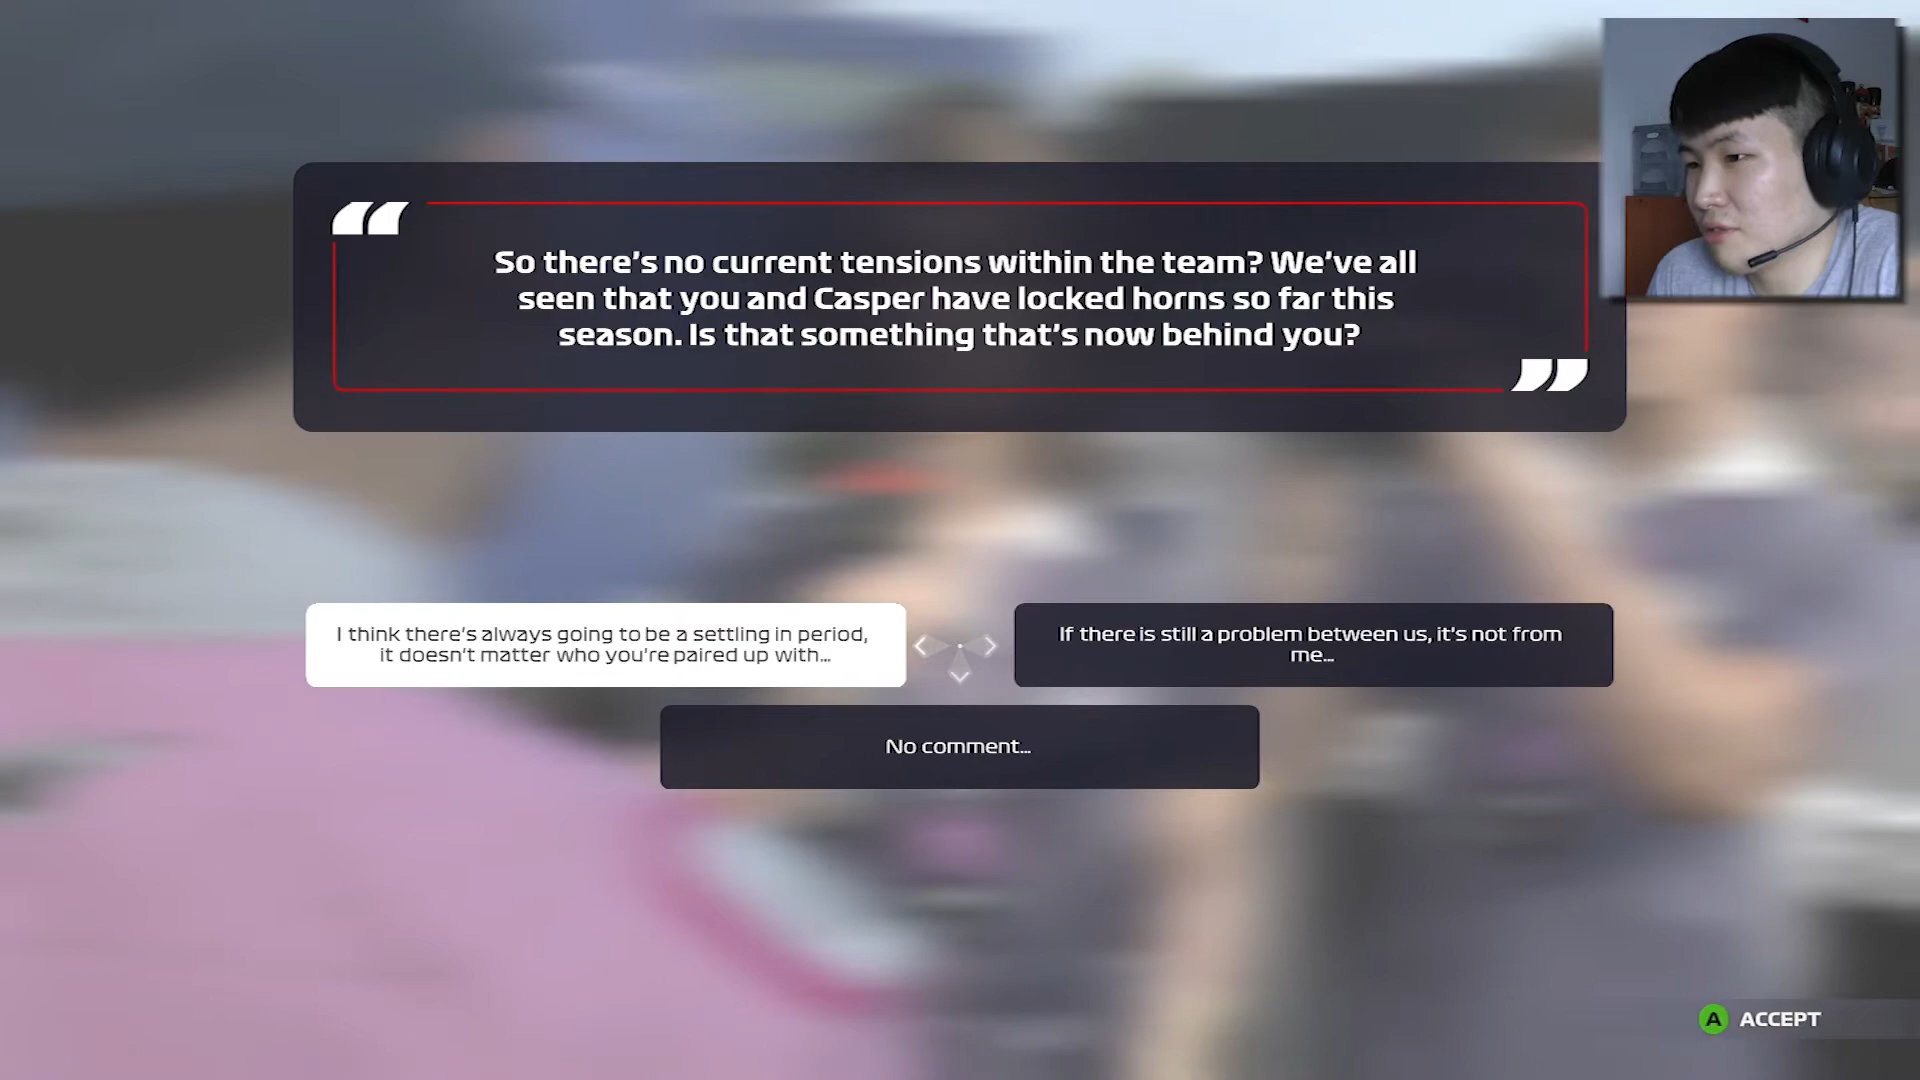 So there's no current tensions within the team? We've all
seen that you and Casper have locked horns so far this
season. Is that something that's now behind you?
I think there's always going to be a settling in period,
it doesn't matter who you're paired up with...
If there is still a problem between us, it's not from
me...
No comment...
A ACCEPT